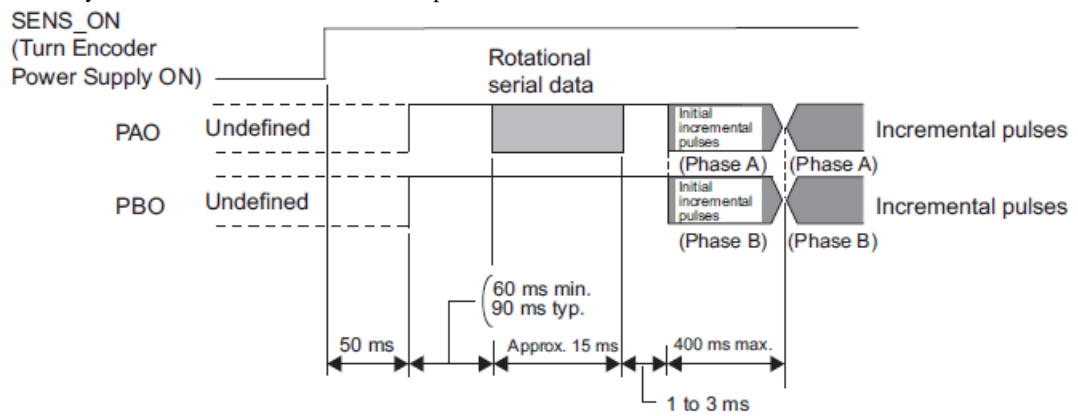 SENS_ON
(Turn Encoder
Power Supply ON)
Rotational
serial data
PAO
Undefined
Initial
incremental
pulses
Incremental pulses
(Phase A)
(Phase A)
PBO
Undefined
Initial
incremental
pulses
Incremental pulses
(Phase B)
(Phase B)
60 ms min.
90 ms typ.
50 ms
Approx. 15 ms
400 ms max.
1 to 3 ms